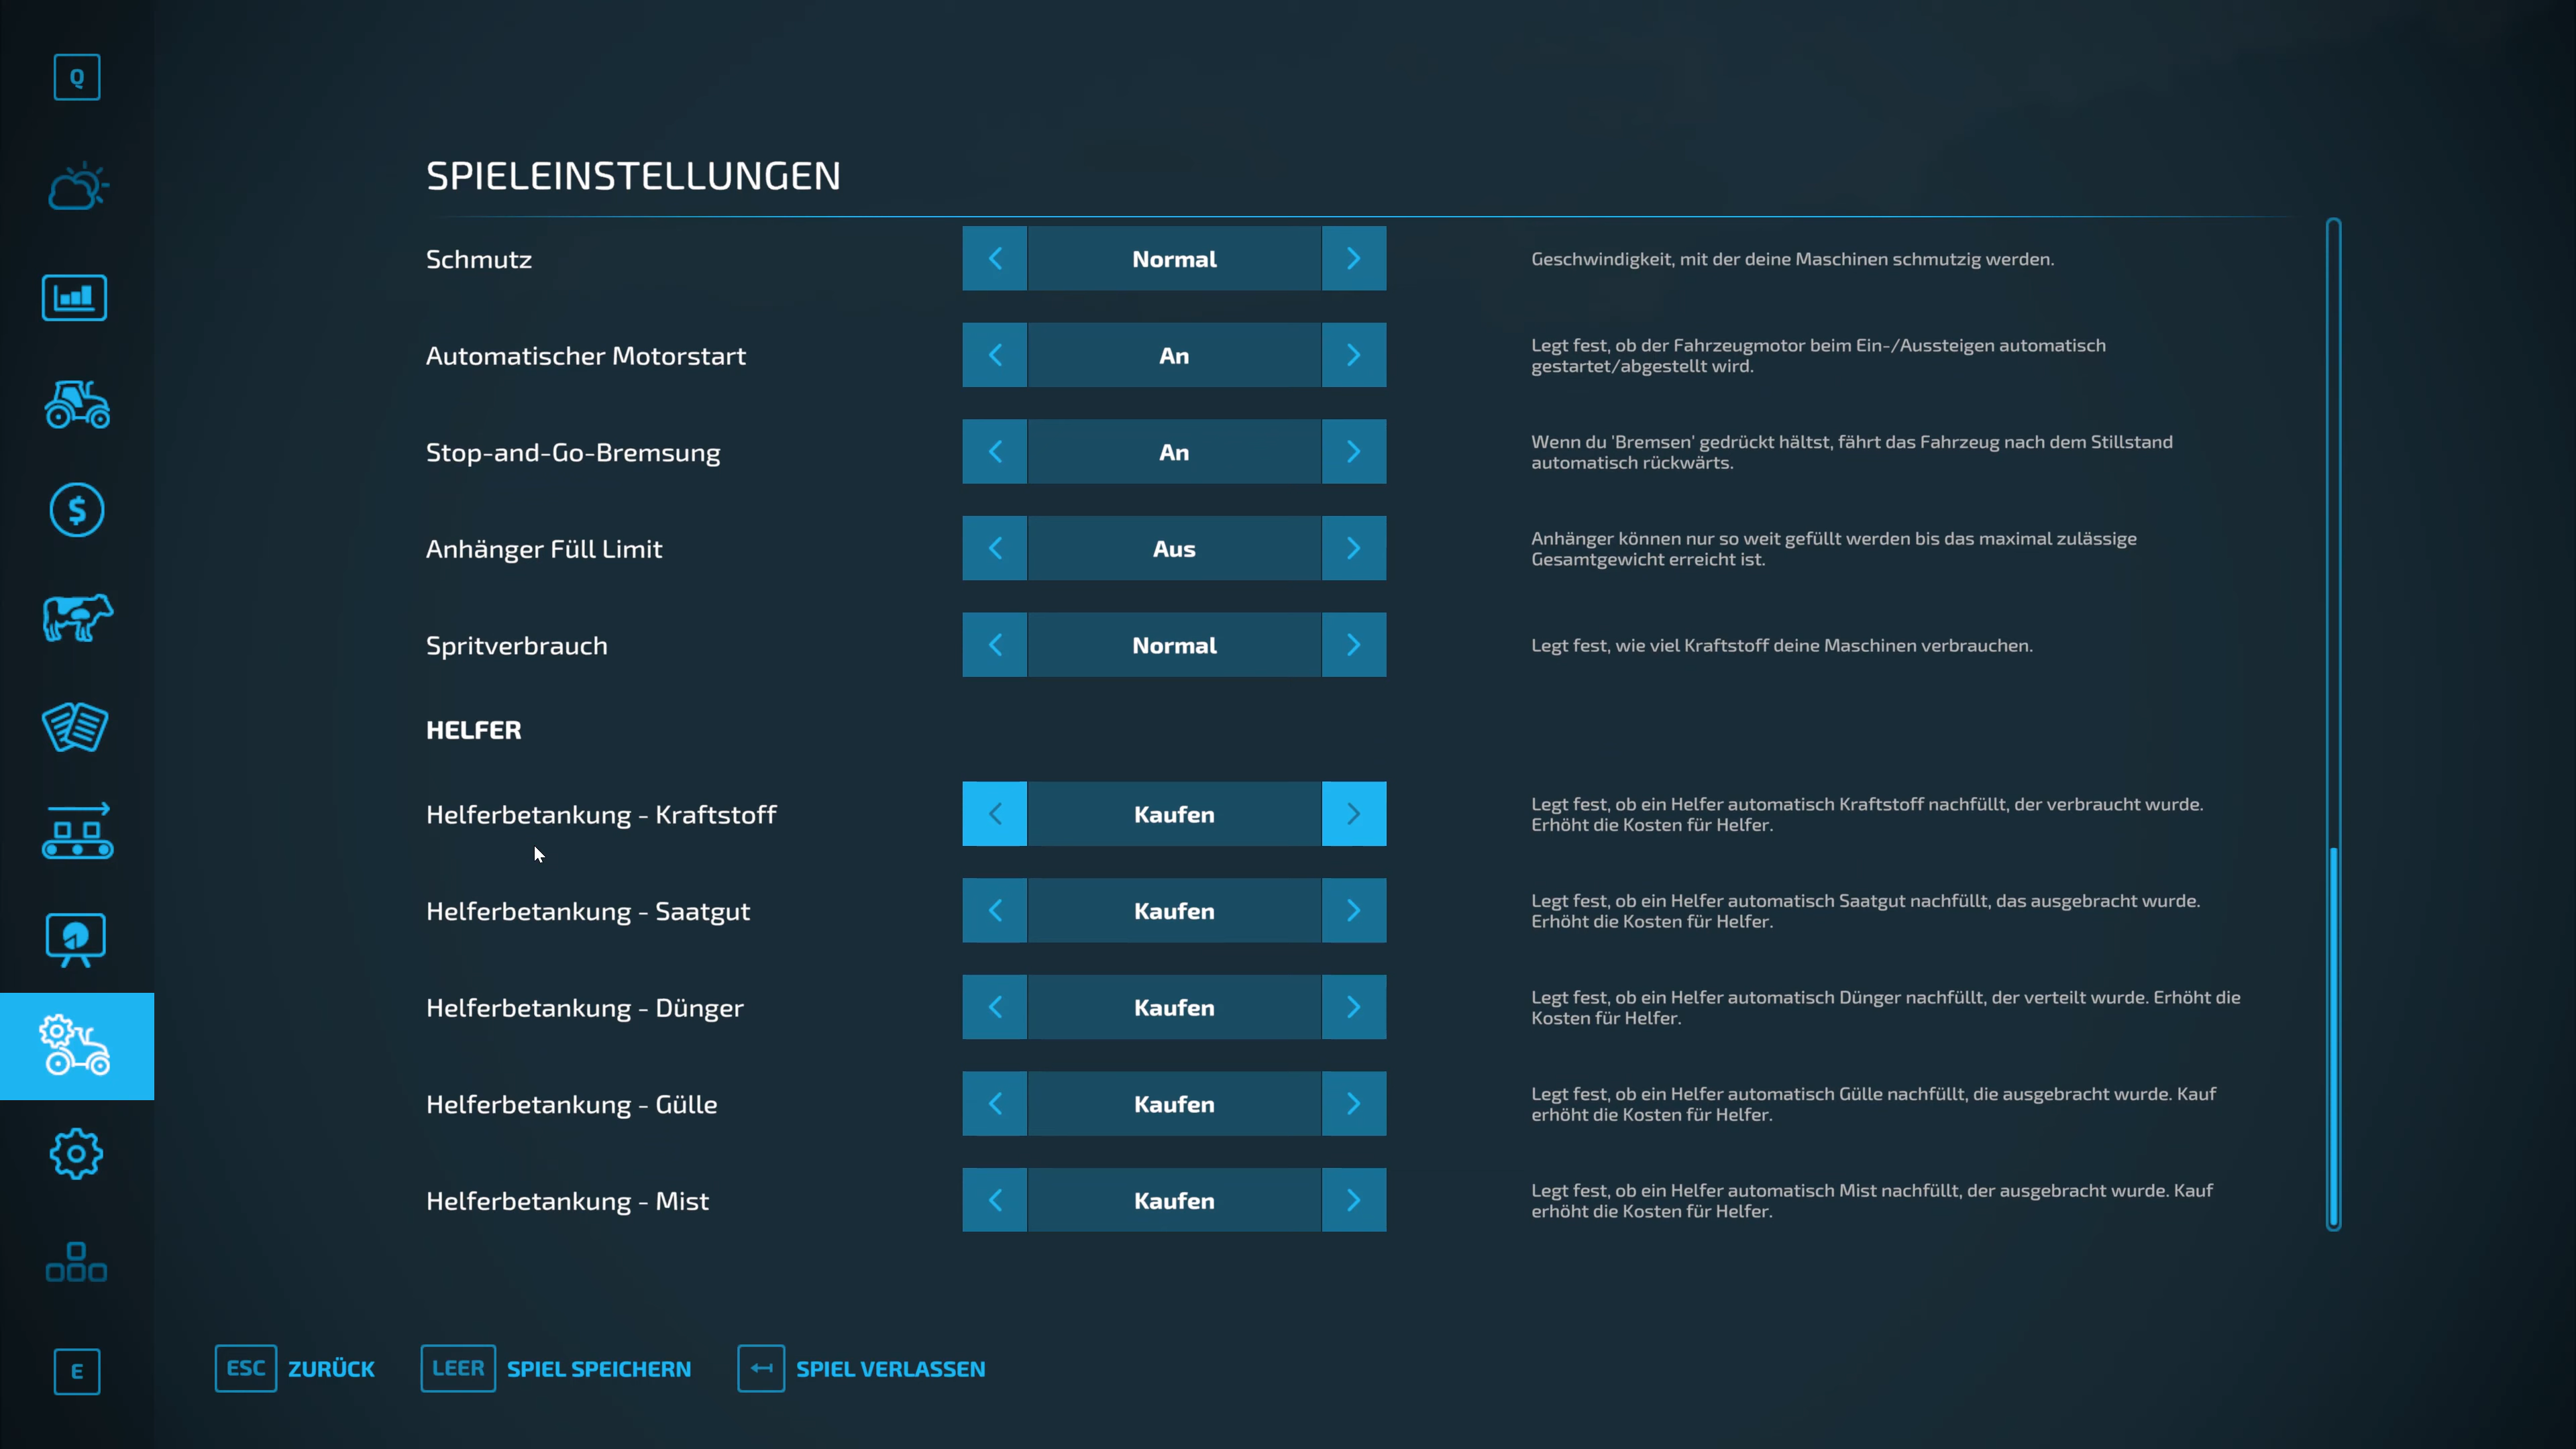 Q
SPIELEINSTELLUNGEN
Schmutz
Normal
Geschwindigkeit, mit der deine Maschinen schmutzig werden.
Automatischer Motorstart
An
Legt fest, ob der Fahrzeugmotor beim Ein-/Aussteigen automatisch
gestartet/abgestellt wird.
Stop-and-Go-Bremsung
An
Wenn du 'Bremsen' gedrückt hältst, fährt das Fahrzeug nach dem Stillstand
automatisch rückwärts.
Anhänger Füll Limit
Aus
Anhänger können nur so weit gefüllt werden bis das maximal zulässige
Gesamtgewicht erreicht ist.
Spritverbrauch
Normal
Legt fest, wie viel Kraftstoff deine Maschinen verbrauchen.
HELFER
Helferbetankung - Kraftstoff
Kaufen
Legt fest, ob ein Helfer automatisch Kraftstoff nachfüllt, der verbraucht wurde.
Erhöht die Kosten für Helfer.
Helferbetankung - Saatgut
Kaufen
Legt fest, ob ein Helfer automatisch Saatgut nachfüllt, das ausgebracht wurde.
Erhöht die Kosten für Helfer.
Helferbetankung - Dünger
Kaufen
Legt fest, ob ein Helfer automatisch Dünger nachfüllt, der verteilt wurde. Erhöht die
Kosten für Helfer.
Helferbetankung - Gülle
Kaufen
Legt fest, ob ein Helfer automatisch Gülle nachfüllt, die ausgebracht wurde. Kauf
erhöht die Kosten für Helfer.
Helferbetankung - Mist
Kaufen
Legt fest, ob ein Helfer automatisch Mist nachfüllt, der ausgebracht wurde. Kauf
erhöht die Kosten für Helfer.
E
ESC ZURÜCK
LEER SPIEL SPEICHERN
SPIEL VERLASSEN